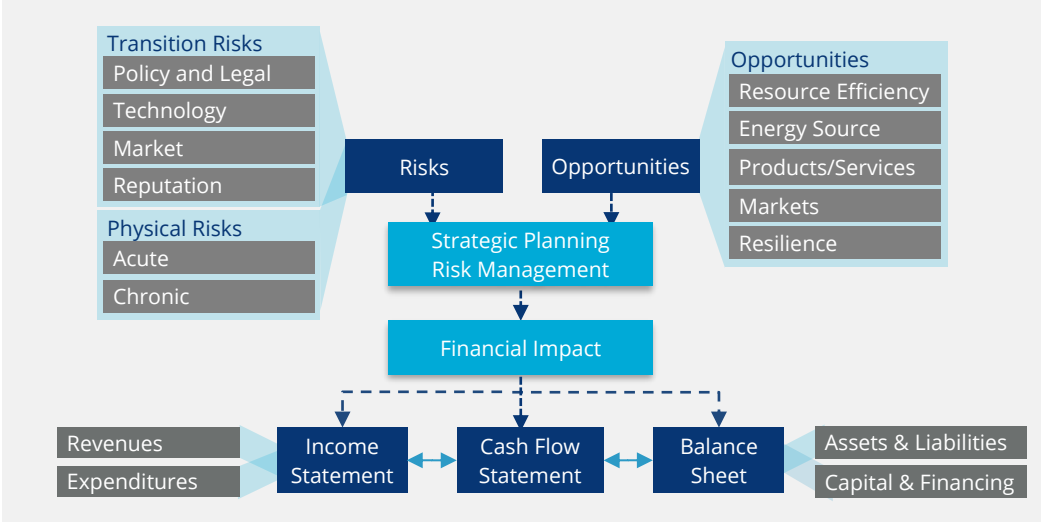 Transition Risks
Policy and Legal
Technology
Market
Reputation
Physical Risks
Acute
Chronic
Risks
Opportunities
Opportunities
Resource Efficiency
Energy Source
Products/Services
Markets
Resilience
Strategic Planning
Risk Management
Financial Impact
Revenues
Expenditures
Income
Statement
Cash Flow
Statement
Balance
Sheet
Assets & Liabilities
Capital & Financing